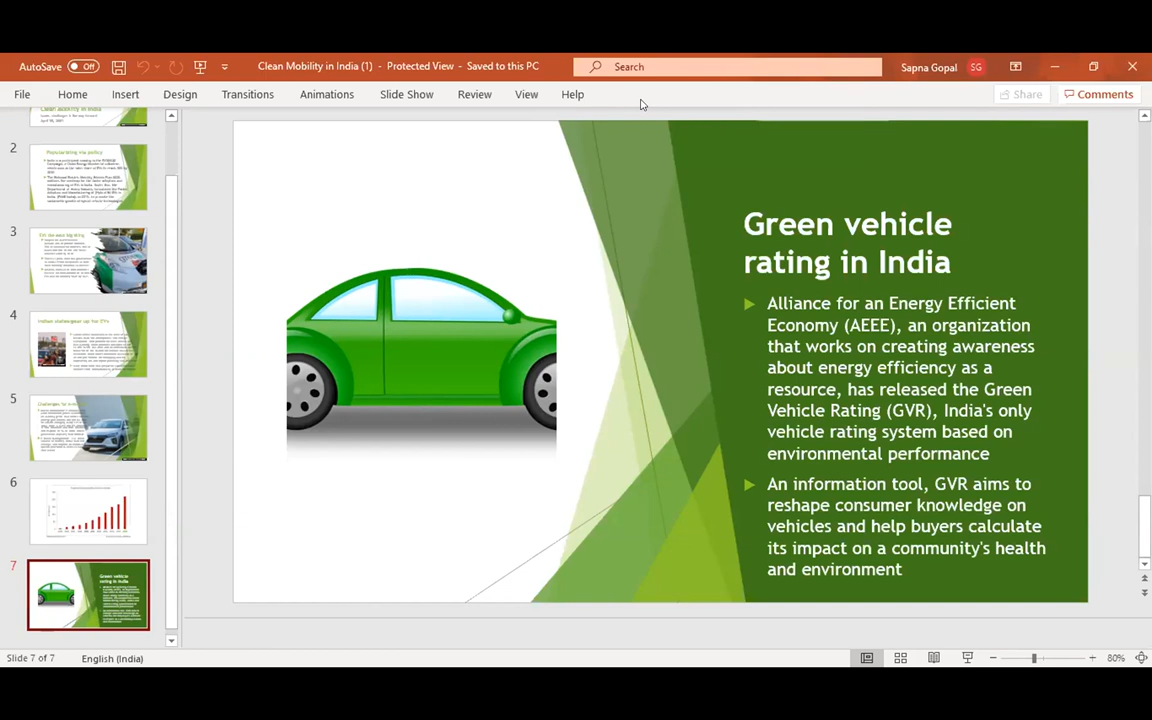 AutoSave Off
Clean Mobility in India (1) - Protected View - Saved to this PC
Search
Sapna Gopal SG
File Home Insert Design Transitions Animations Slide Show Review View Help
Share Comments
2
3
4
5
6
7
Green vehicle
rating in India
Alliance for an Energy Efficient
Economy (AEEE), an organization
that works on creating awareness
about energy efficiency as a
resource, has released the Green
Vehicle Rating (GVR), India's only
vehicle rating system based on
environmental performance
An information tool, GVR aims to
reshape consumer knowledge on
vehicles and help buyers calculate
its impact on a community's health
and environment
Green vehicle
rating in India
Slide 7 of 7 English (India)
80%